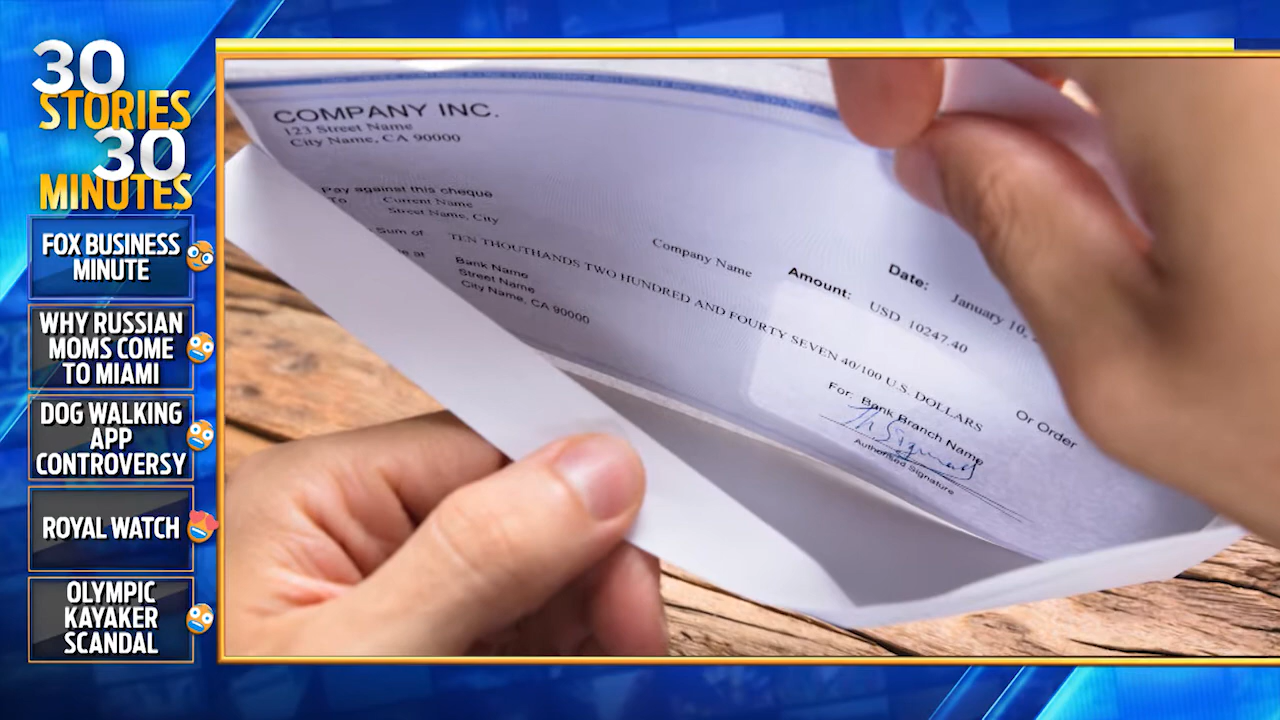 30
STORIES
30
MINUTES
FOX BUSINESS
MINUTE
WHY RUSSIAN
MOMS COME
TO MIAMI
DOG WALKING
APP
CONTROVERSY
ROYAL WATCH
OLYMPIC
KAYAKER
SCANDAL
COMPANY INC.
123 Street Name
City Name, CA 90000
Pay against this cheque
To Current Name
Street Name, City
Sum of TEN THOUTHANDS TWO HUNDRED AND FOURTY SEVEN 40/100 U.S. DOLLARS
Or Order
at
Bank Name
Street Name
City Name, CA 90000
Company Name
Amount: USD 10247.40
Date: January 10,
For: Bank Branch Name
Authorised Signature